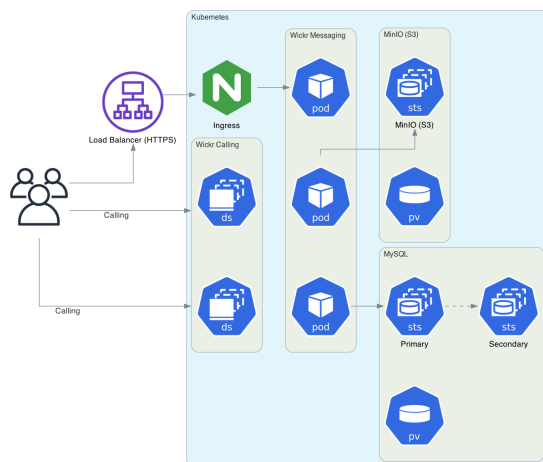 Kubernetes
Wickr Messaging
MinIO (S3)
pod
sts
Ingress
MinIO (S3)
Load Balancer (HTTPS)
Wickr Calling
ds
pod
pv
Calling
MySQL
ds
pod
sts
sts
Calling
Primary
Secondary
pv